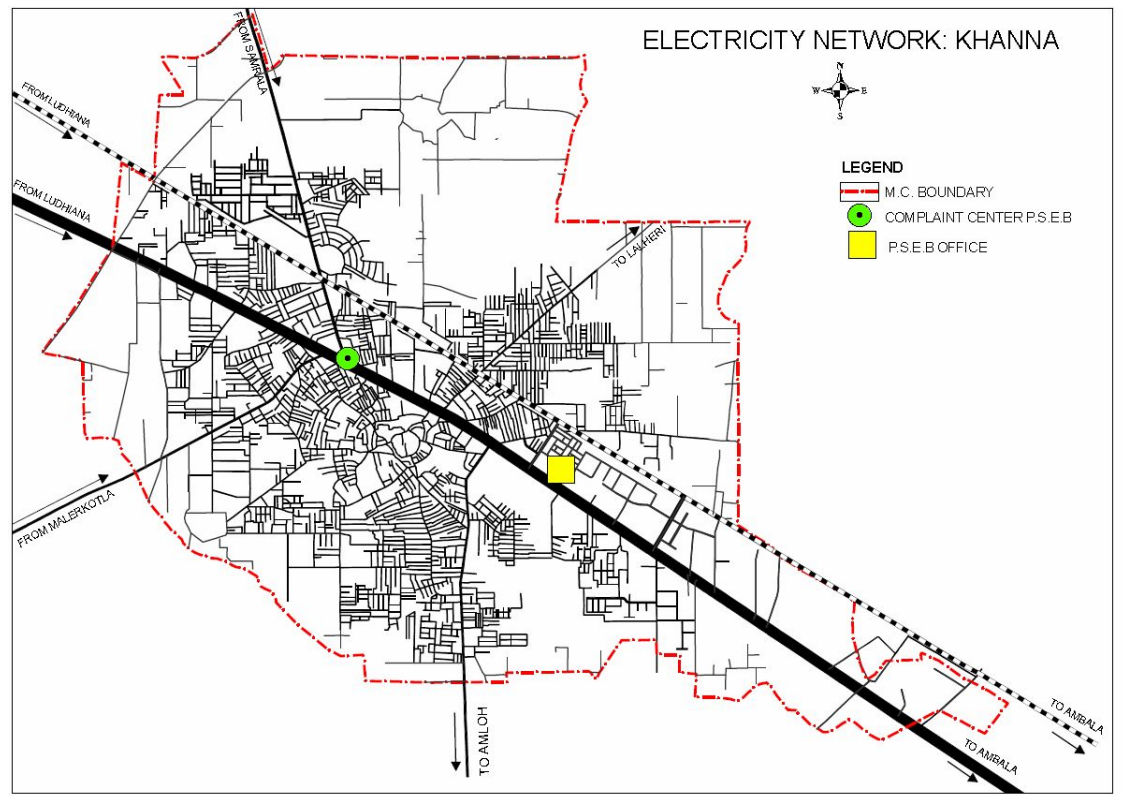 ELECTRICITY NETWORK: KHANNA
N
W E
S
LEGEND
M.C. BOUNDARY
COMPLAINT CENTER P.S.E.B
P.S.E.B OFFICE
FROM SAMRALA
FROM LUDHIANA
FROM LUDHIANA
TO LALHERI
FROM MALERKOTLA
TO AMLOH
TO AMBALA
TO AMBALA